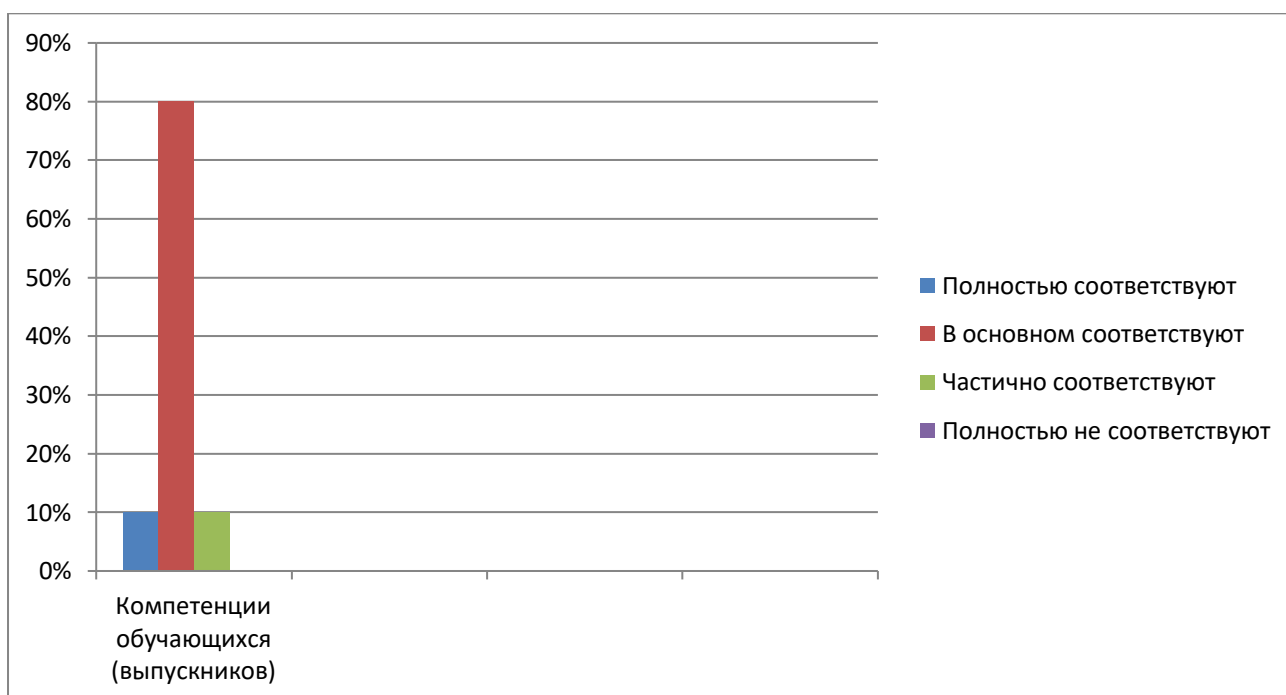 90%
80%
70%
60%
50%
40%
30%
20%
10%
0%
Компетенции
обучающихся
(выпускников)
Полностью соответствуют
В основном соответствуют
Частично соответствуют
Полностью не соответствуют